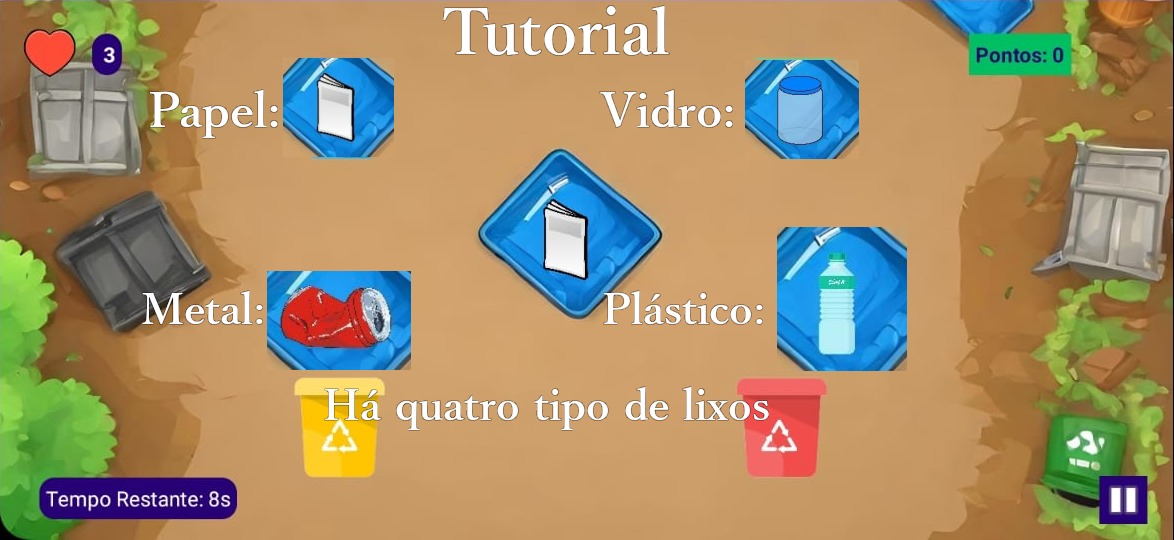 Tutorial
3
Pontos: 0
Papel:
Vidro:
Metal:
Plástico:
Há quatro tipo de lixos
Tempo Restante: 8s